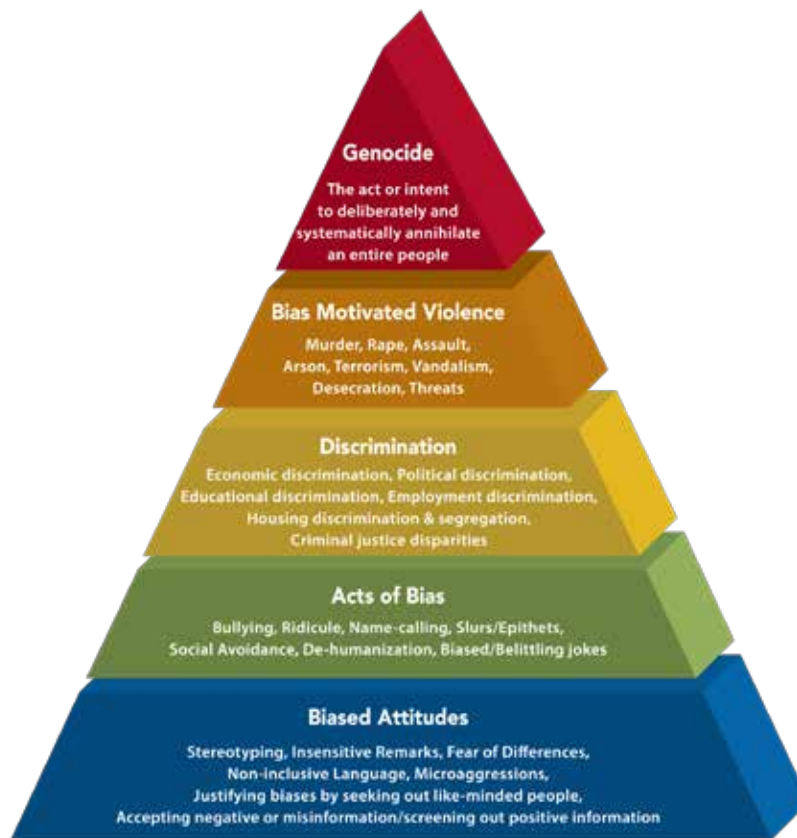 Genocide
The act or intent
to deliberately and
systematically annihilate
an entire people
Bias Motivated Violence
Murder, Rape, Assault,
Arson, Terrorism, Vandalism,
Desecration, Threats
Discrimination
Economic discrimination, Political discrimination,
Educational discrimination, Employment discrimination,
Housing discrimination & segregation,
Criminal justice disparities
Acts of Bias
Bullying, Ridicule, Name-calling, Slurs/Epithets,
Social Avoidance, De-humanization, Biased/Belittling jokes
Biased Attitudes
Stereotyping, Insensitive Remarks, Fear of Differences,
Non-inclusive Language, Microaggressions,
Justifying biases by seeking out like-minded people,
Accepting negative or misinformation/screening out positive information